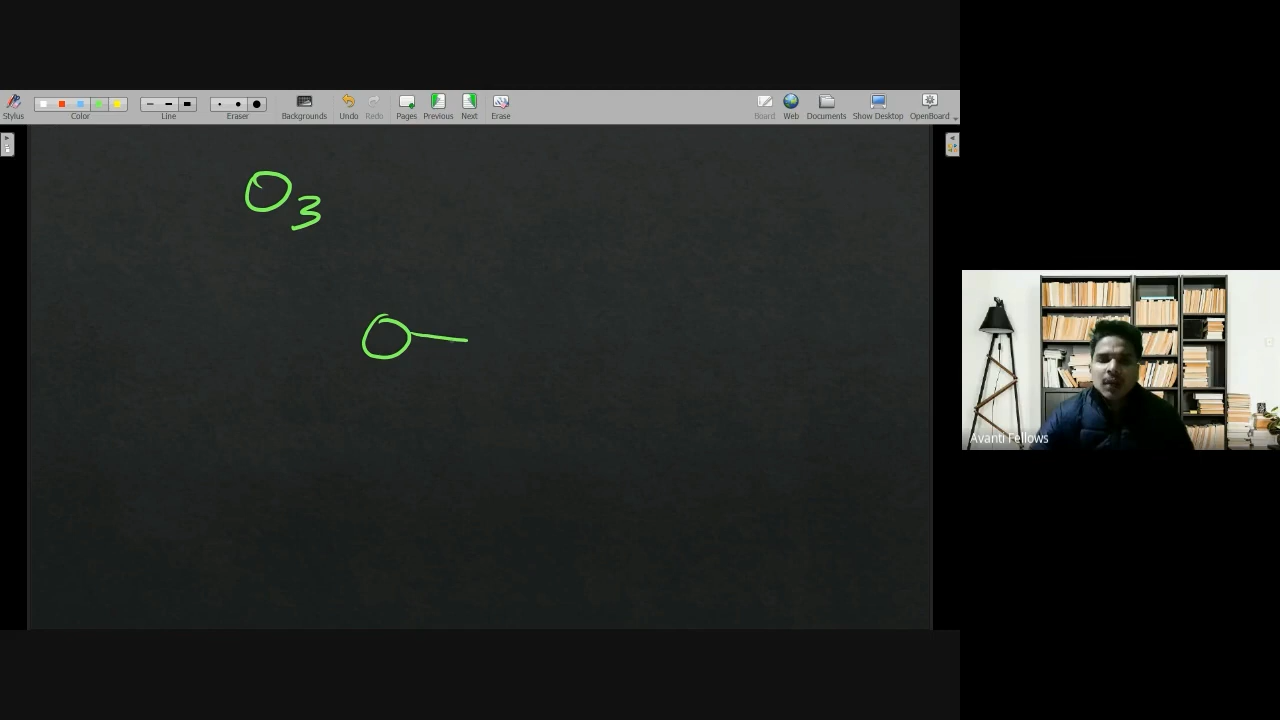 Stylus Color Line Eraser Backgrounds Undo Redo Pages Previous Next Erase Board Web Documents Show Desktop OpenBoard
O3
O—
Avanti Fellows